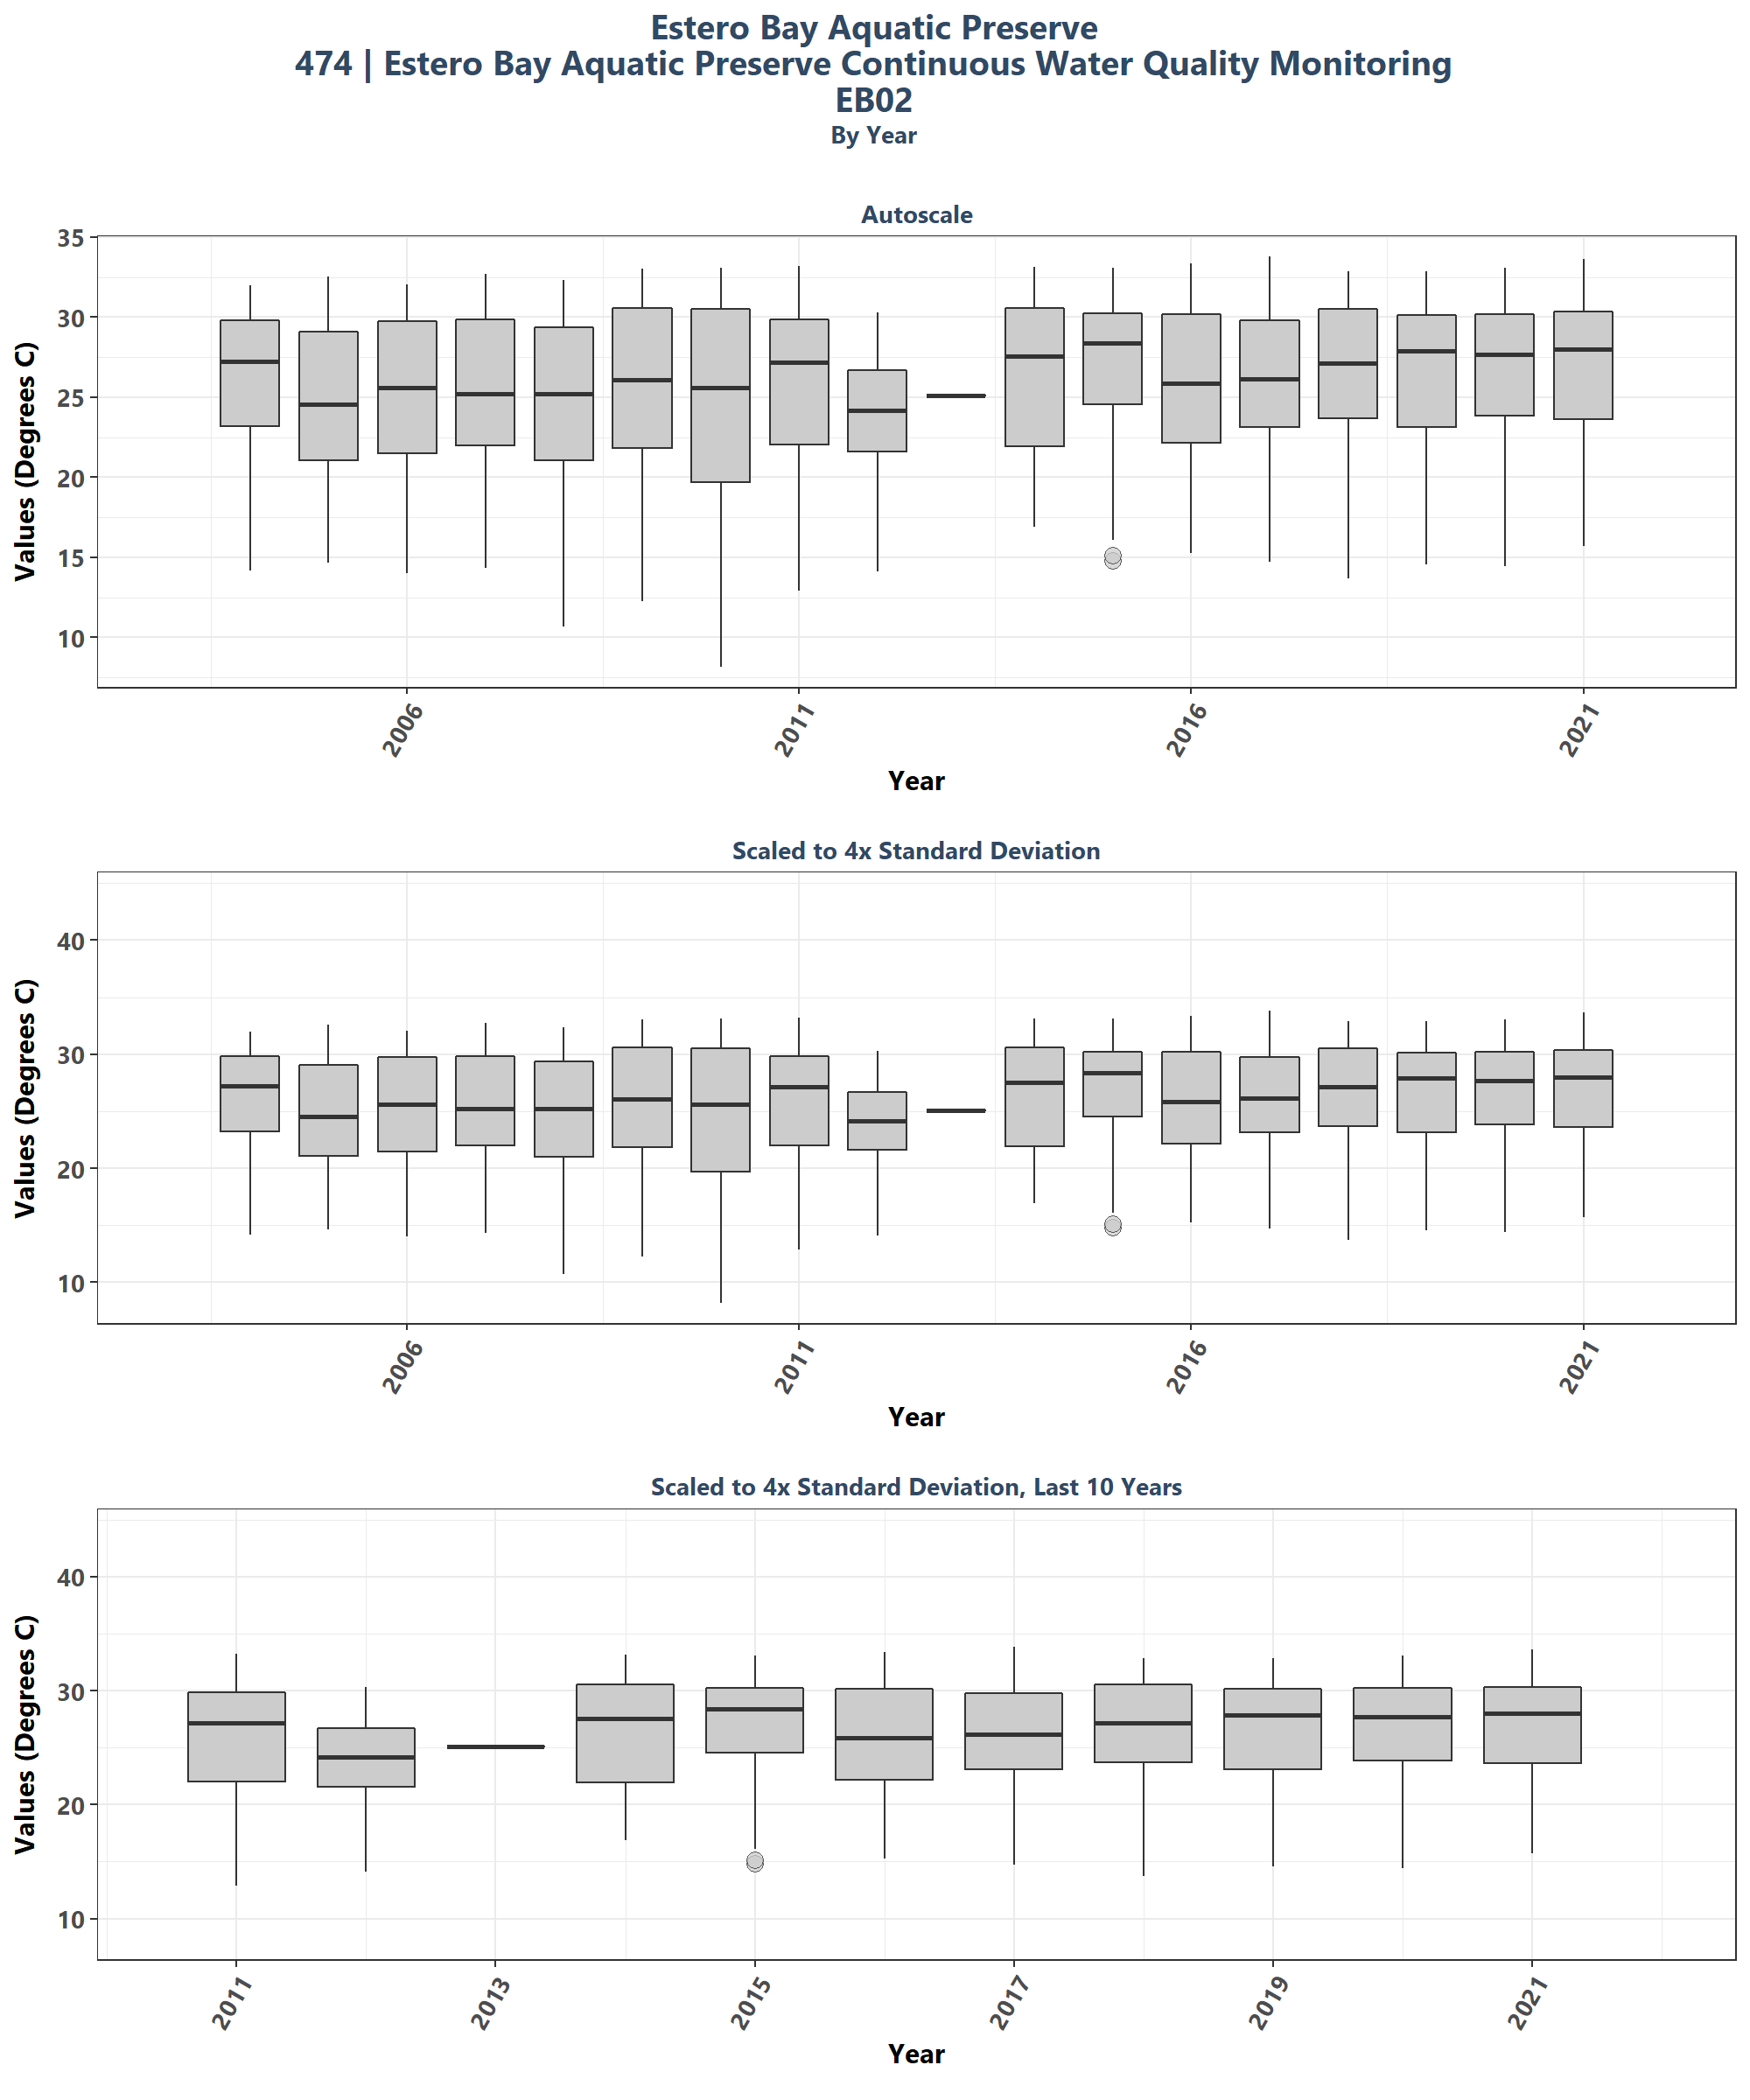 Estero Bay Aquatic Preserve
474 | Estero Bay Aquatic Preserve Continuous Water Quality Monitoring
EB02
By Year
Autoscale
Values (Degrees C)
35
30
25
20
15
10
2006
2011
2016
2021
Year
Scaled to 4x Standard Deviation
Values (Degrees C)
40
30
20
10
2006
2011
2016
2021
Year
Scaled to 4x Standard Deviation, Last 10 Years
Values (Degrees C)
40
30
20
10
2011
2013
2015
2017
2019
2021
Year